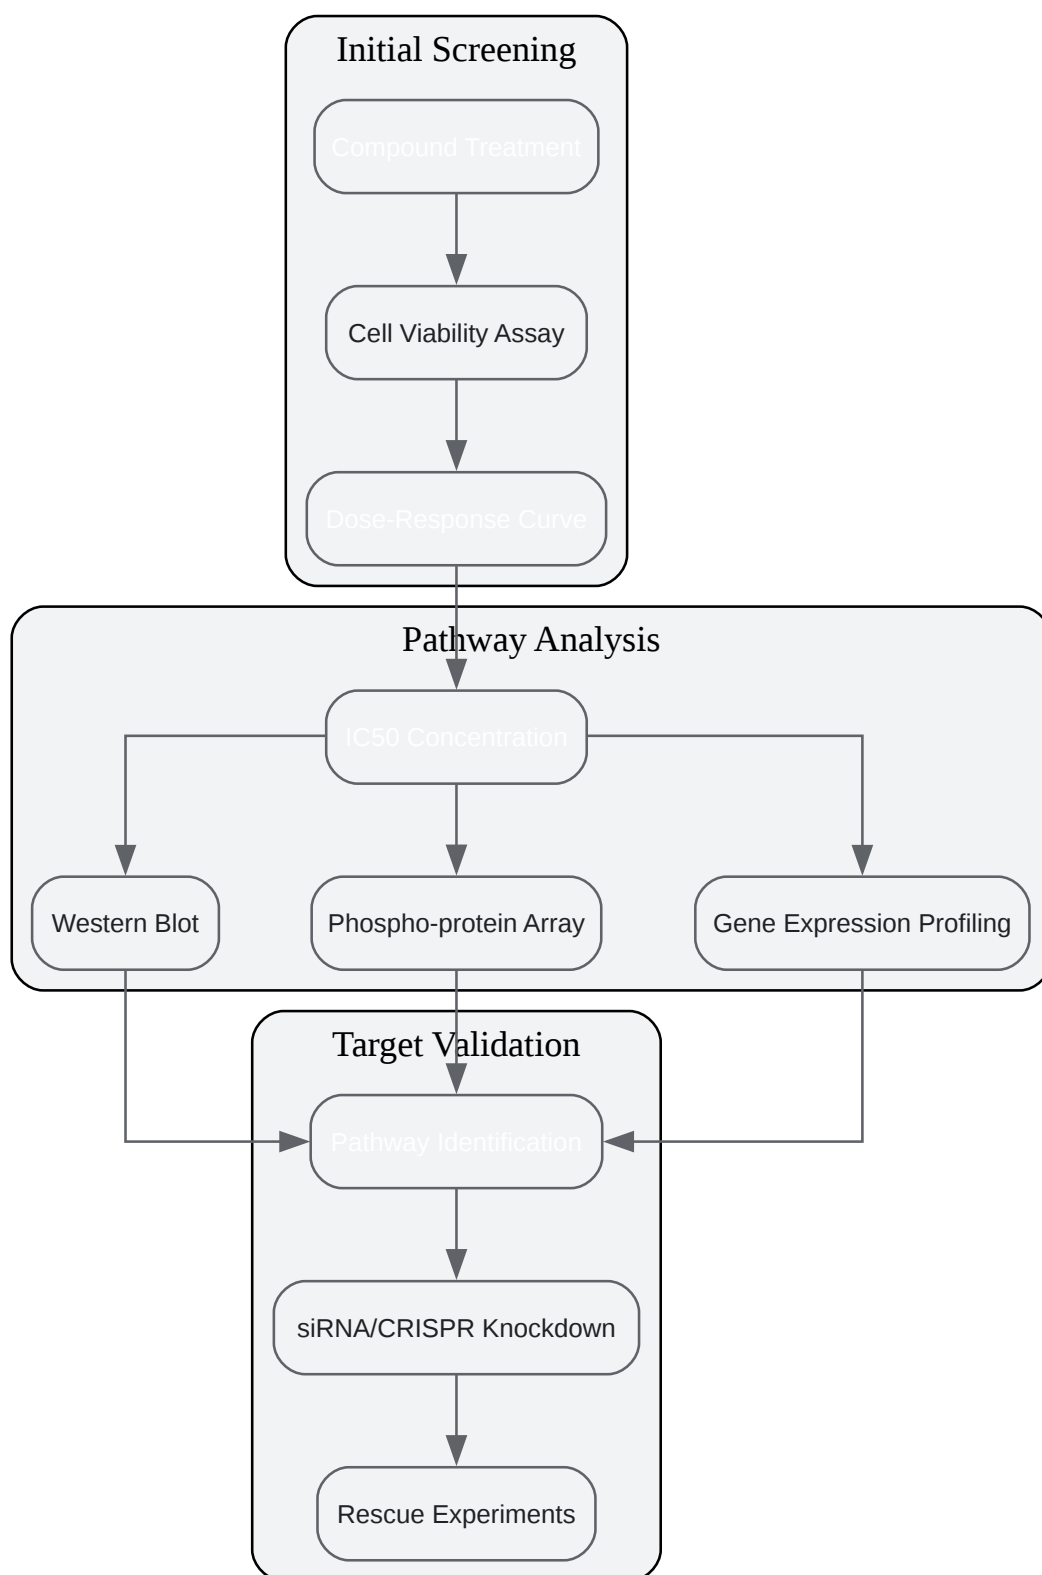 Initial Screening
Compound Treatment
Cell Viability Assay
Dose-Response Curve
Pathway Analysis
IC50 Concentration
Western Blot
Phospho-protein Array
Gene Expression Profiling
Target Validation
Pathway Identification
siRNA/CRISPR Knockdown
Rescue Experiments